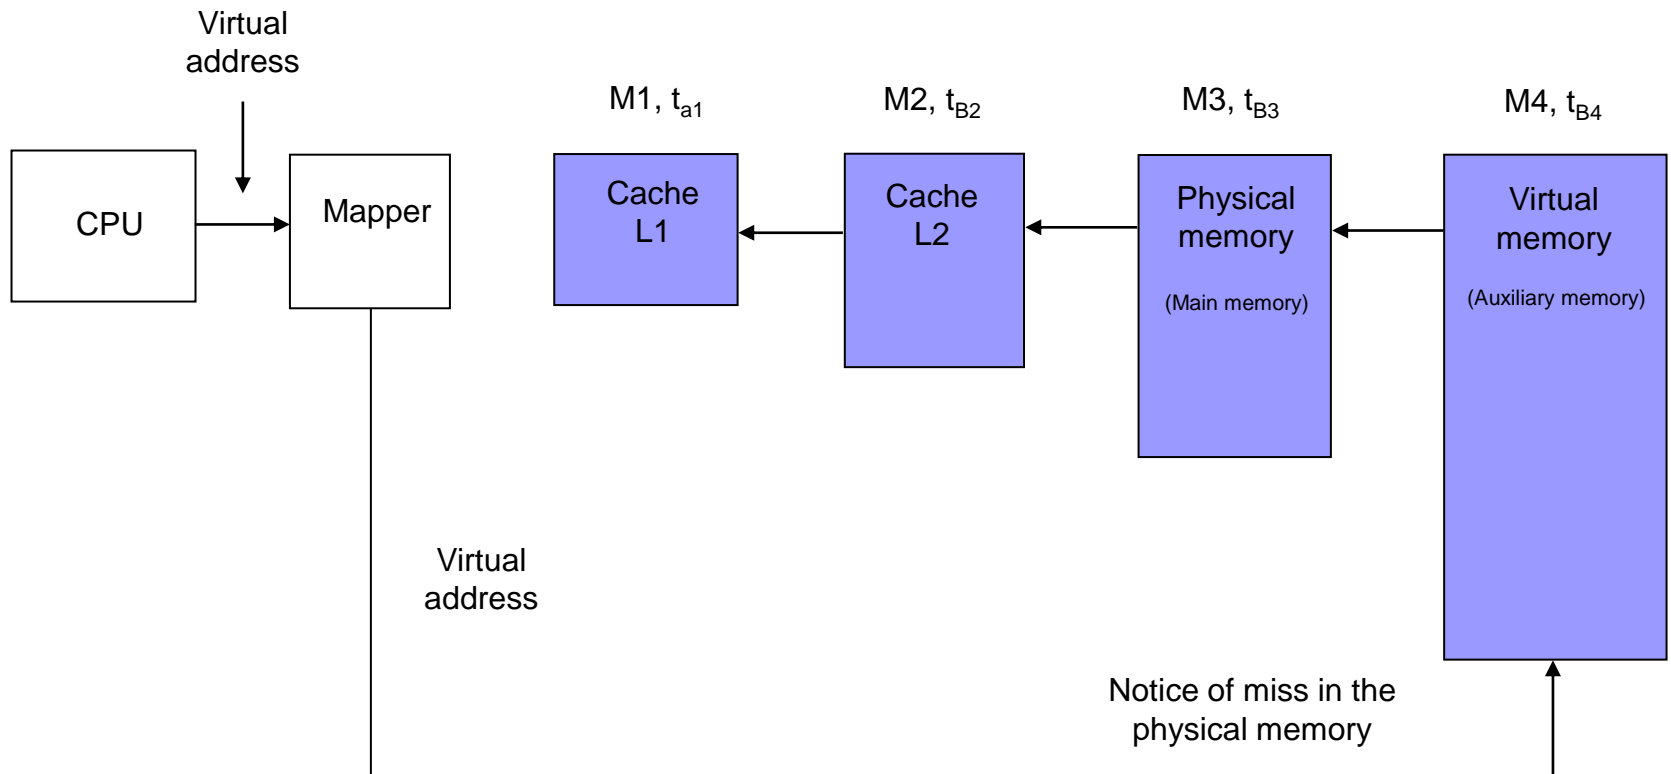 Virtual
address
M1, ta1
M2, tB2
M3, tB3
M4, tB4
CPU
Mapper
Cache
L1
Cache
L2
Physical
memory
(Main memory)
Virtual
memory
(Auxiliary memory)
Virtual
address
Notice of miss in the
physical memory